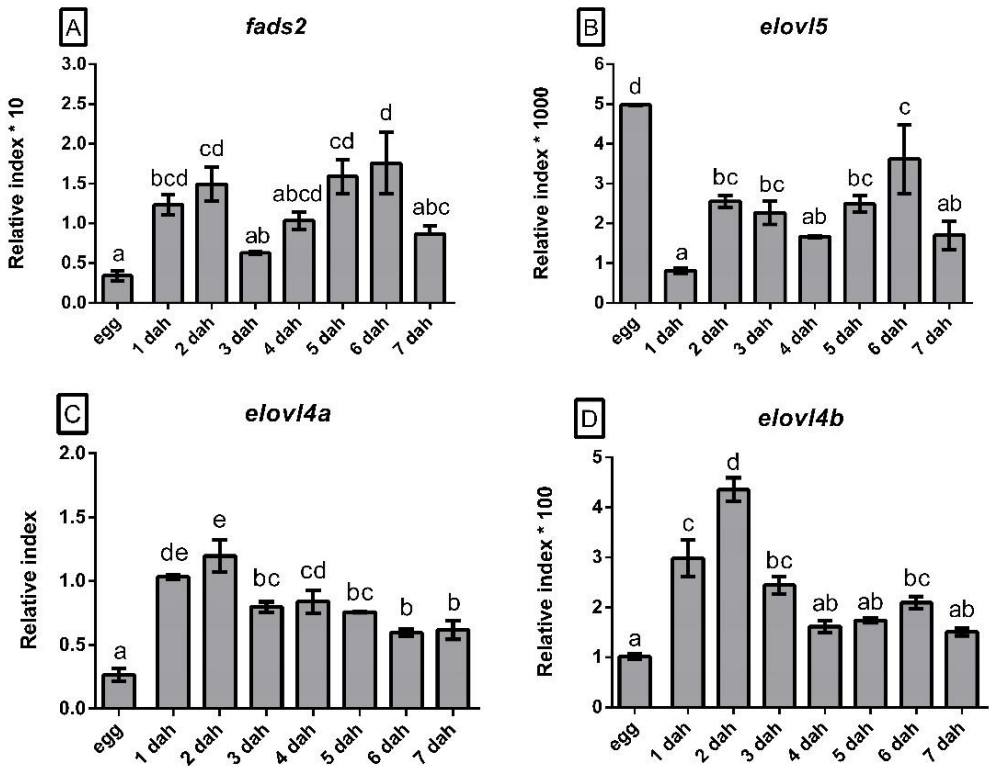 A fads2
Relative index * 10
3.0
2.5
2.0
1.5
1.0
0.5
0.0
a bcd cd ab abcd cd d abc
egg 1 dah 2 dah 3 dah 4 dah 5 dah 6 dah 7 dah
B elovl5
Relative index * 1000
6
5
4
3
2
1
0
d a bc bc ab bc c ab
egg 1 dah 2 dah 3 dah 4 dah 5 dah 6 dah 7 dah
C elovl4a
Relative index
2.0
1.5
1.0
0.5
0.0
a de e bc cd bc b b
egg 1 dah 2 dah 3 dah 4 dah 5 dah 6 dah 7 dah
D elovl4b
Relative index * 100
5
4
3
2
1
0
a c d bc ab ab bc ab
egg 1 dah 2 dah 3 dah 4 dah 5 dah 6 dah 7 dah